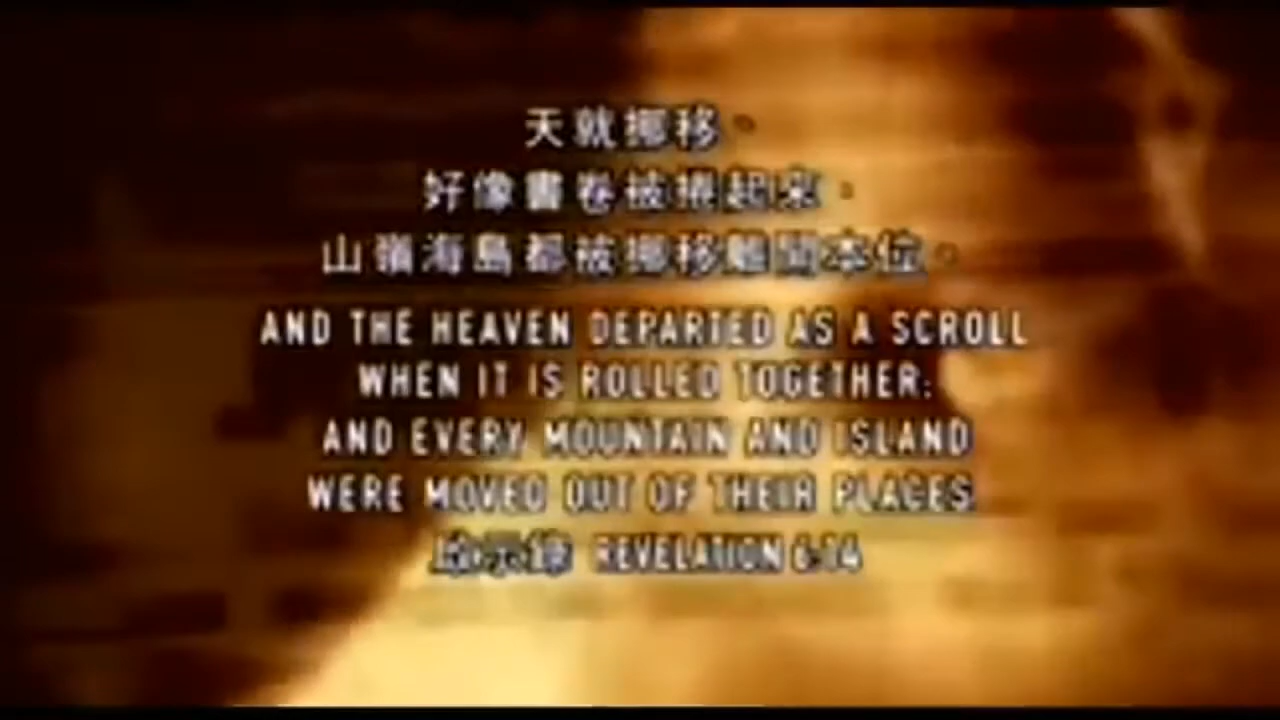 天就挪移。
好像書卷被捲起來。
山嶺海島都被挪移離開本位。
AND THE HEAVEN DEPARTED AS A SCROLL
WHEN IT IS ROLLED TOGETHER:
AND EVERY MOUNTAIN AND ISLAND
WERE MOVED OUT OF THEIR PLACES.
啟示錄 REVELATION 6:14